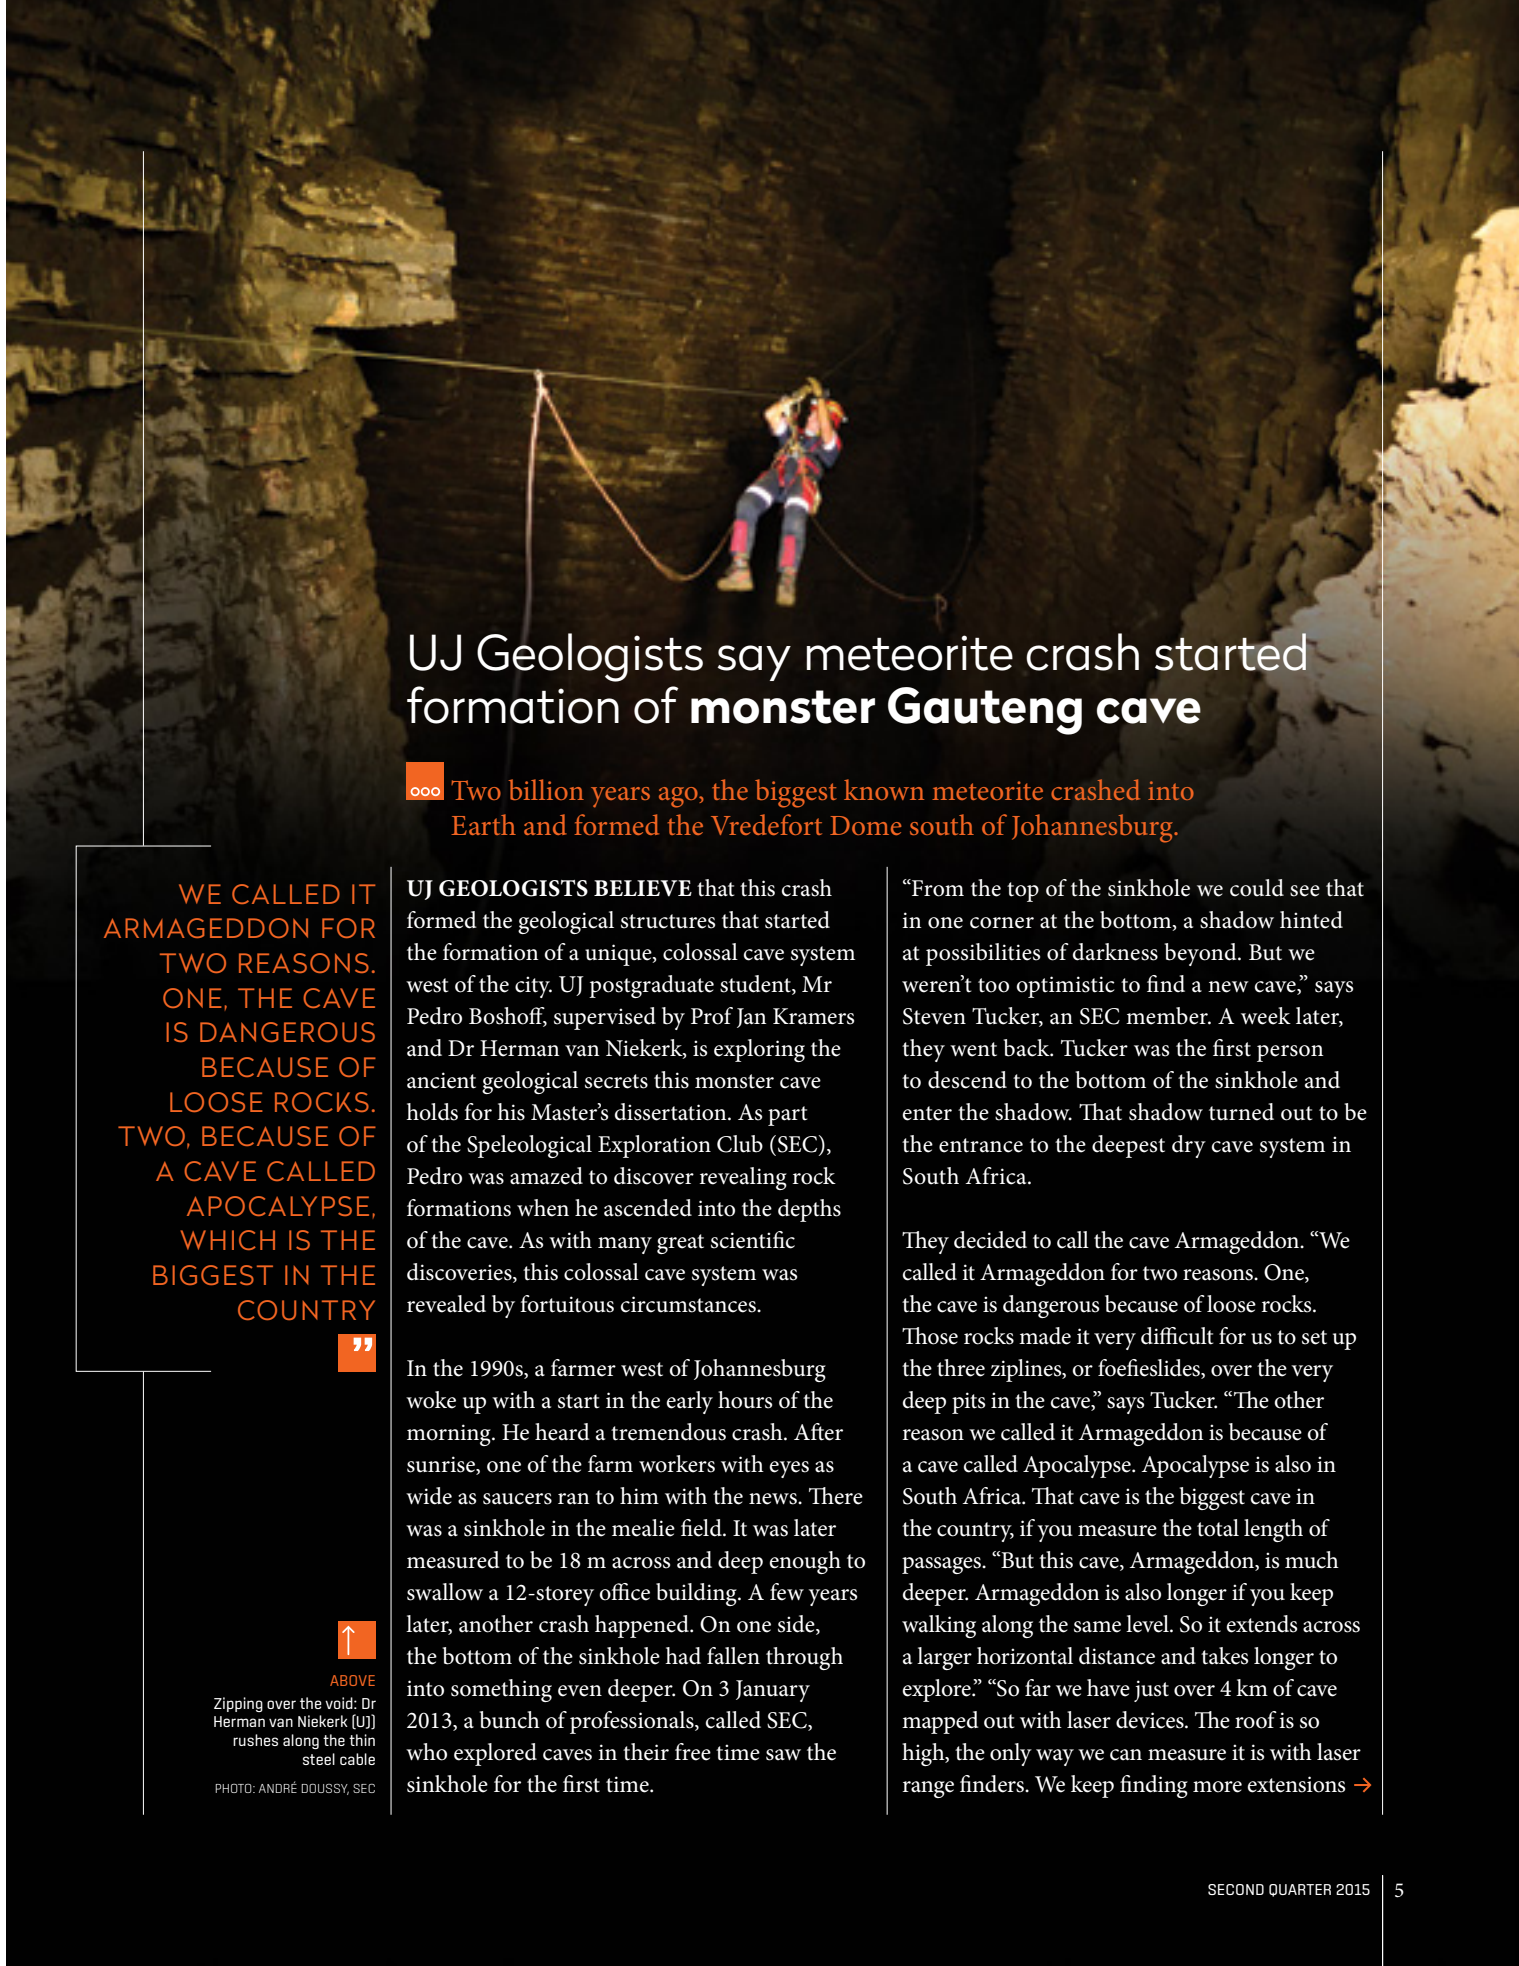 UJ Geologists say meteorite crash started
formation of monster Gauteng cave
Two billion years ago, the biggest known meteorite crashed into
Earth and formed the Vredefort Dome south of Johannesburg.
WE CALLED IT
ARMAGEDDON FOR
TWO REASONS.
ONE, THE CAVE
IS DANGEROUS
BECAUSE OF
LOOSE ROCKS.
TWO, BECAUSE OF
A CAVE CALLED
APOCALYPSE,
WHICH IS THE
BIGGEST IN THE
COUNTRY
”
ABOVE
Zipping over the void: Dr
Herman van Niekerk (UJ)
rushes along the thin
steel cable
PHOTO: ANDRÉ DOUSSY, SEC
UJ GEOLOGISTS BELIEVE that this crash
formed the geological structures that started
the formation of a unique, colossal cave system
west of the city. UJ postgraduate student, Mr
Pedro Boshoff, supervised by Prof Jan Kramers
and Dr Herman van Niekerk, is exploring the
ancient geological secrets this monster cave
holds for his Master’s dissertation. As part
of the Speleological Exploration Club (SEC),
Pedro was amazed to discover revealing rock
formations when he ascended into the depths
of the cave. As with many great scientific
discoveries, this colossal cave system was
revealed by fortuitous circumstances.
In the 1990s, a farmer west of Johannesburg
woke up with a start in the early hours of the
morning. He heard a tremendous crash. After
sunrise, one of the farm workers with eyes as
wide as saucers ran to him with the news. There
was a sinkhole in the mealie field. It was later
measured to be 18 m across and deep enough to
swallow a 12-storey office building. A few years
later, another crash happened. On one side,
the bottom of the sinkhole had fallen through
into something even deeper. On 3 January
2013, a bunch of professionals, called SEC,
who explored caves in their free time saw the
sinkhole for the first time.
“From the top of the sinkhole we could see that
in one corner at the bottom, a shadow hinted
at possibilities of darkness beyond. But we
weren’t too optimistic to find a new cave,” says
Steven Tucker, an SEC member. A week later,
they went back. Tucker was the first person
to descend to the bottom of the sinkhole and
enter the shadow. That shadow turned out to be
the entrance to the deepest dry cave system in
South Africa.
They decided to call the cave Armageddon. “We
called it Armageddon for two reasons. One,
the cave is dangerous because of loose rocks.
Those rocks made it very difficult for us to set up
the three ziplines, or foefieslides, over the very
deep pits in the cave,” says Tucker. “The other
reason we called it Armageddon is because of
a cave called Apocalypse. Apocalypse is also in
South Africa. That cave is the biggest cave in
the country, if you measure the total length of
passages. “But this cave, Armageddon, is much
deeper. Armageddon is also longer if you keep
walking along the same level. So it extends across
a larger horizontal distance and takes longer to
explore.” “So far we have just over 4 km of cave
mapped out with laser devices. The roof is so
high, the only way we can measure it is with laser
range finders. We keep finding more extensions →
SECOND QUARTER 2015 5